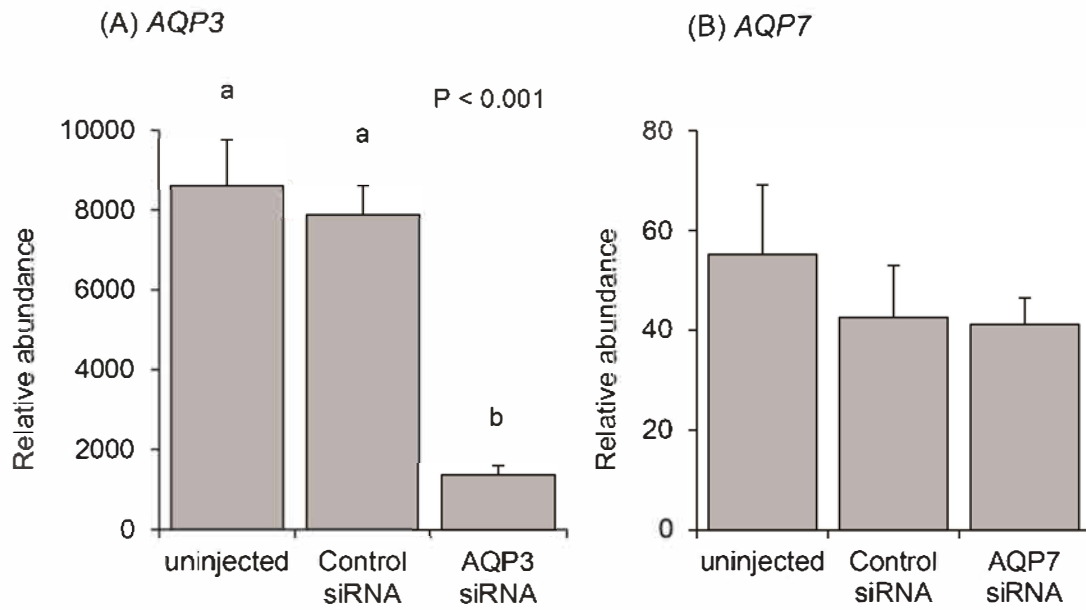 (A) AQP3
(B) AQP7
a
a
P < 0.001
b
Relative abundance
10000
8000
6000
4000
2000
0
uninjected
Control
siRNA
AQP3
siRNA
Relative abundance
80
60
40
20
0
uninjected
Control
siRNA
AQP7
siRNA